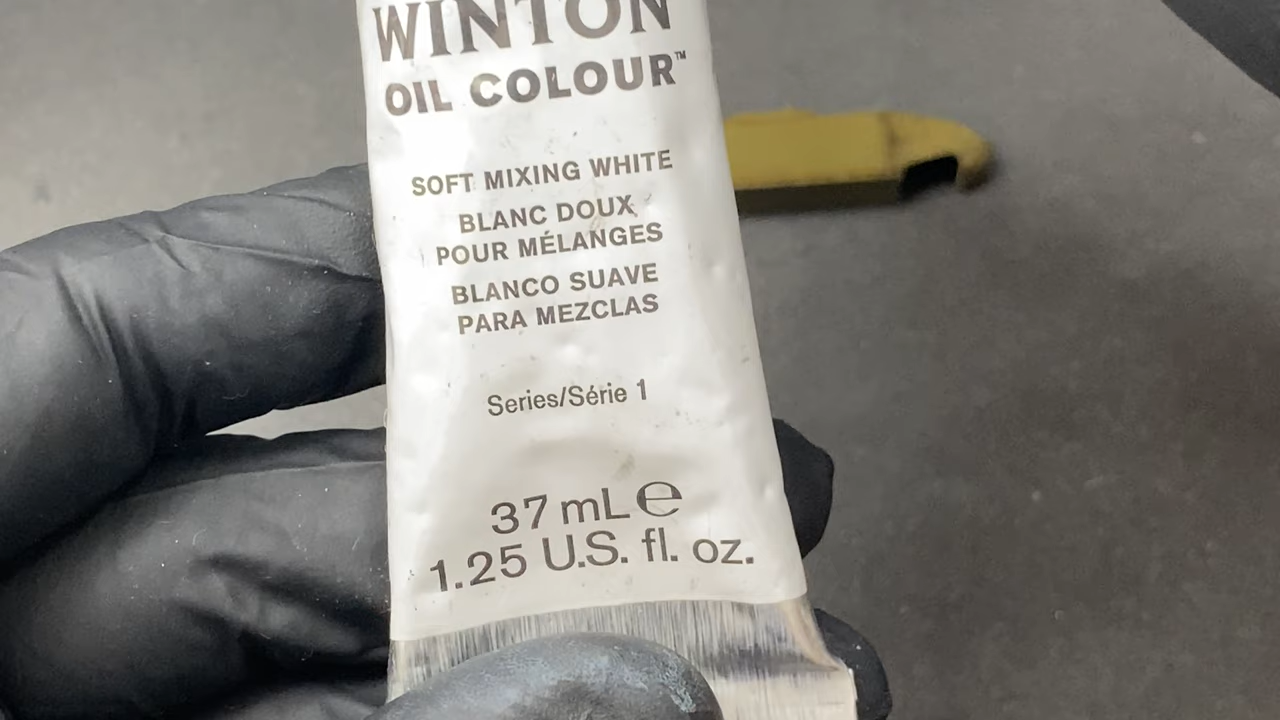 WINTON
OIL COLOUR™
SOFT MIXING WHITE
BLANC DOUX
POUR MÉLANGES
BLANCO SUAVE
PARA MEZCLAS
Series/Série 1
37 mL ℮
1.25 U.S. fl. oz.